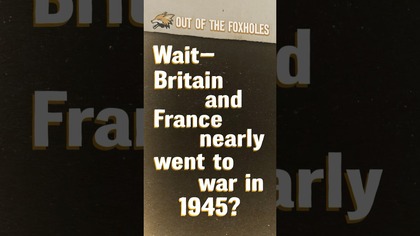 OUT OF THE FOXHOLES
Wait—
Britain
and
France
nearly
went to
war in
1945?